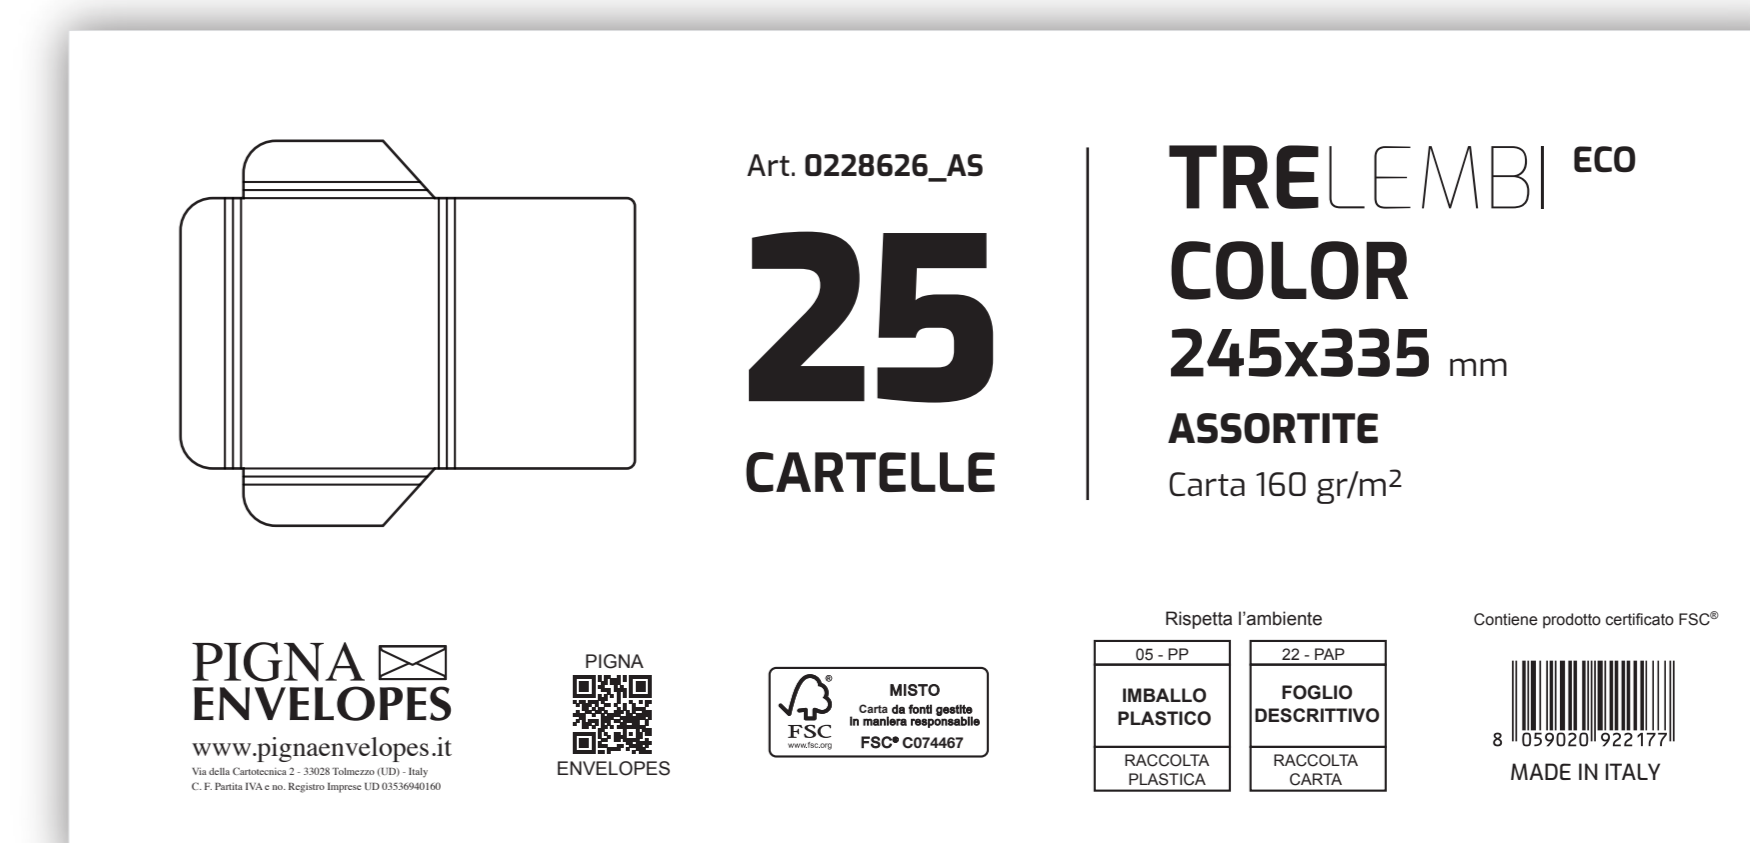 Art. 0228626_AS
25
CARTELLE
TRELEMBI ECO
COLOR
245x335 mm
ASSORTITE
Carta 160 gr/m²
PIGNA
ENVELOPES
www.pignaenvelopes.it
Via della Cartotecnica 2 - 33028 Tolmezzo (UD) - Italy
C. F. Partita IVA e no. Registro Imprese UD 03536940160
PIGNA
ENVELOPES
®
FSC
www.fsc.org
MISTO
Carta da fonti gestite
in maniera responsabile
FSC® C074467
Rispetta l’ambiente
05 - PP
IMBALLO
PLASTICO
RACCOLTA
PLASTICA
22 - PAP
FOGLIO
DESCRITTIVO
RACCOLTA
CARTA
Contiene prodotto certificato FSC®
8 059020 922177
MADE IN ITALY